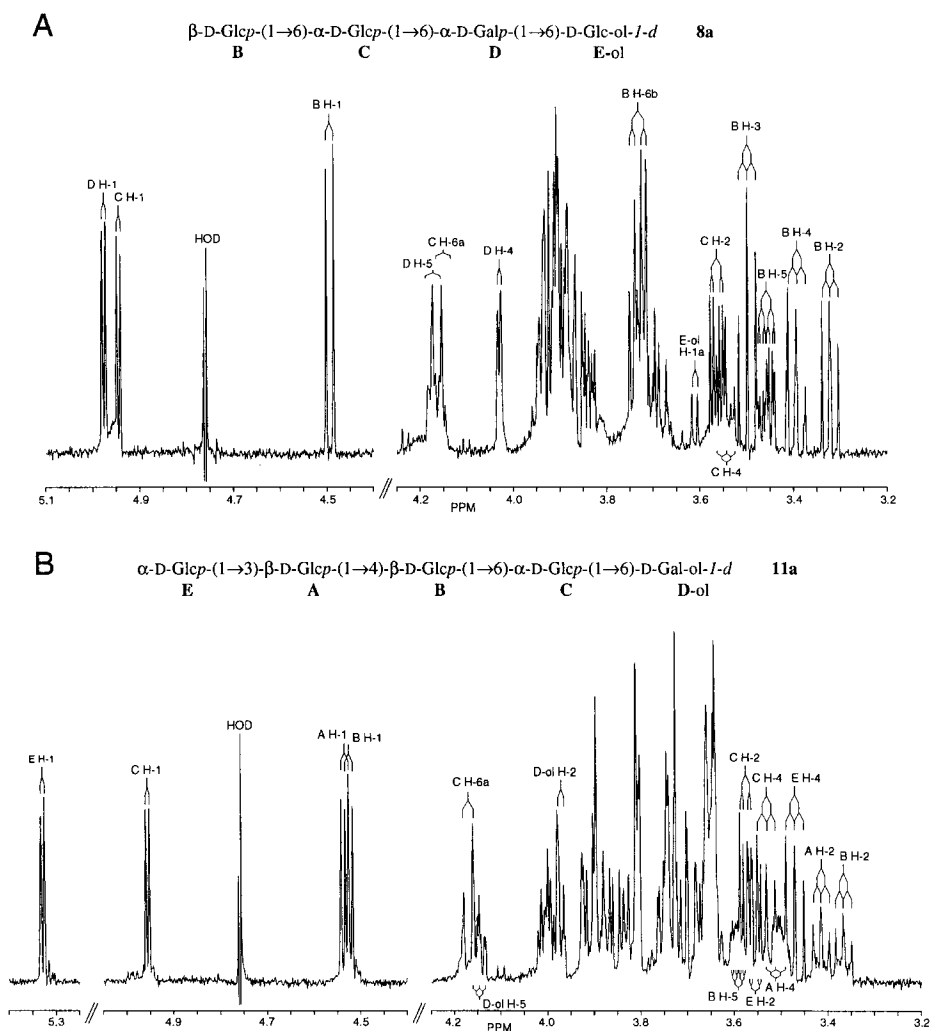 A
β-D-Glcp-(1→6)-α-D-Glcp-(1→6)-α-D-Galp-(1→6)-D-Glc-ol-1-d 8a
B C D E-ol
B H-1
B H-6b
B H-3
D H-1
C H-1
HOD
C H-6a
D H-5
D H-4
E-ol
H-1a
C H-2
B H-5
B H-4
B H-2
C H-4
5.1 4.9 4.7 4.5 4.2 4.0 3.8 3.6 3.4 3.2
PPM
B
α-D-Glcp-(1→3)-β-D-Glcp-(1→4)-β-D-Glcp-(1→6)-α-D-Glcp-(1→6)-D-Gal-ol-1-d 11a
E A B C D-ol
E H-1
C H-1
HOD
A H-1
B H-1
C H-6a
D-ol H-2
C H-2
C H-4
E H-4
A H-2
B H-2
D-ol H-5
B H-5
E H-2
A H-4
5.3 4.9 4.7 4.5 4.2 4.0 3.8 3.6 3.4 3.2
PPM